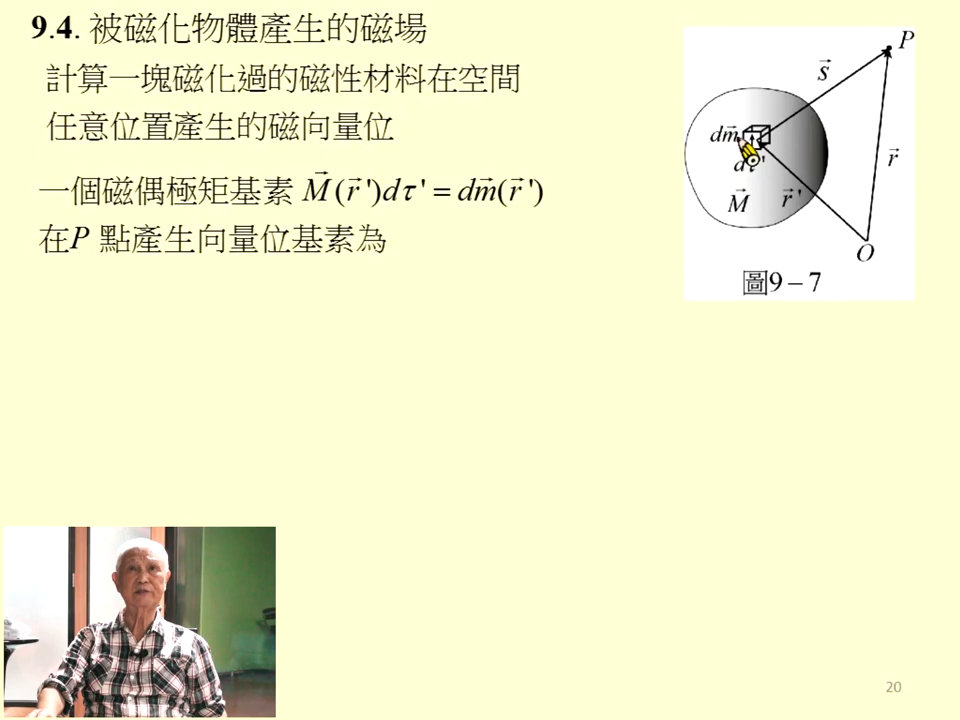 9.4. 被磁化物體產生的磁場
計算一塊磁化過的磁性材料在空間
任意位置產生的磁向量位
一個磁偶極矩基素 M⃗(r⃗')dτ' = dm⃗(r⃗')
在P 點產生向量位基素為
P
s⃗
dm⃗
dτ'
r⃗
M⃗
r⃗'
O
圖9－7
20